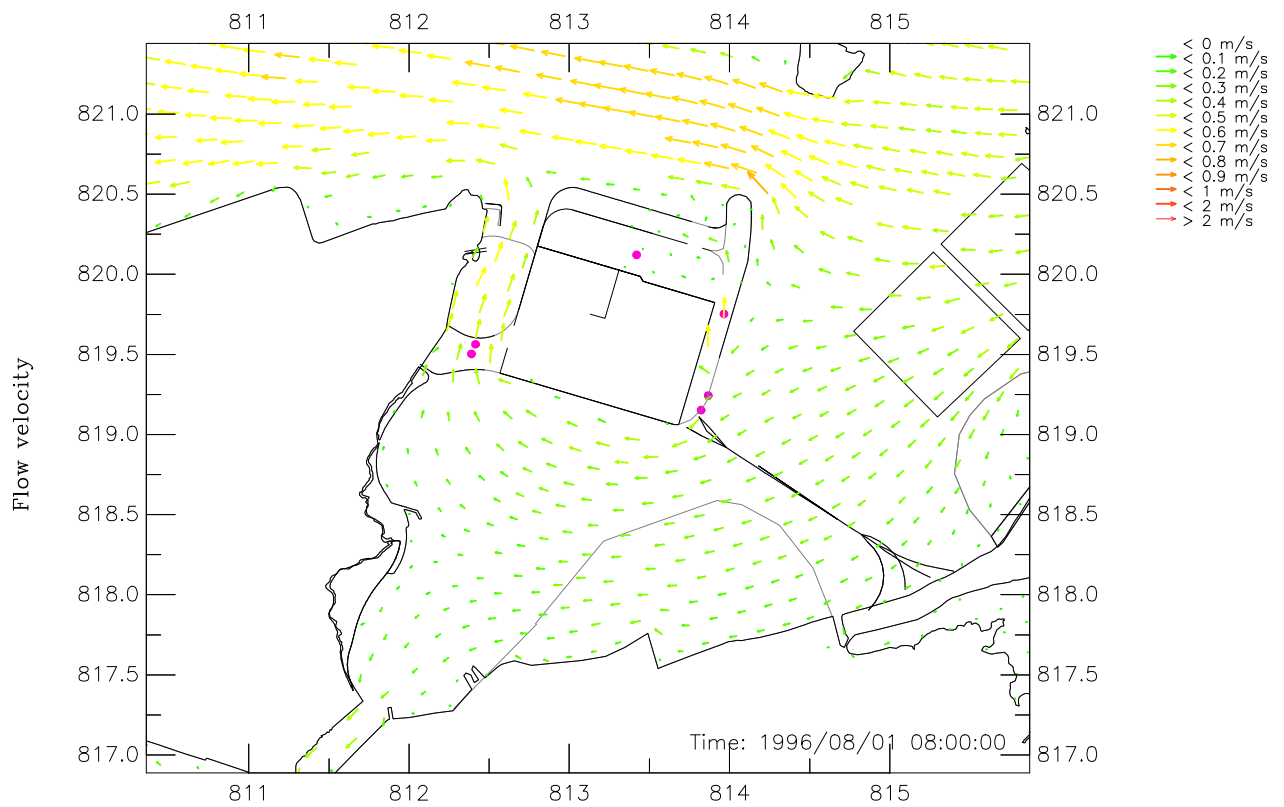 811 812 813 814 815
< 0 m/s
< 0.1 m/s
< 0.2 m/s
< 0.3 m/s
< 0.4 m/s
< 0.5 m/s
< 0.6 m/s
< 0.7 m/s
< 0.8 m/s
< 0.9 m/s
< 1 m/s
< 2 m/s
> 2 m/s
821.0 821.0
820.5 820.5
820.0 820.0
819.5 819.5
819.0 819.0
818.5 818.5
818.0 818.0
817.5 817.5
817.0 817.0
Flow velocity
Time: 1996/08/01 08:00:00
811 812 813 814 815